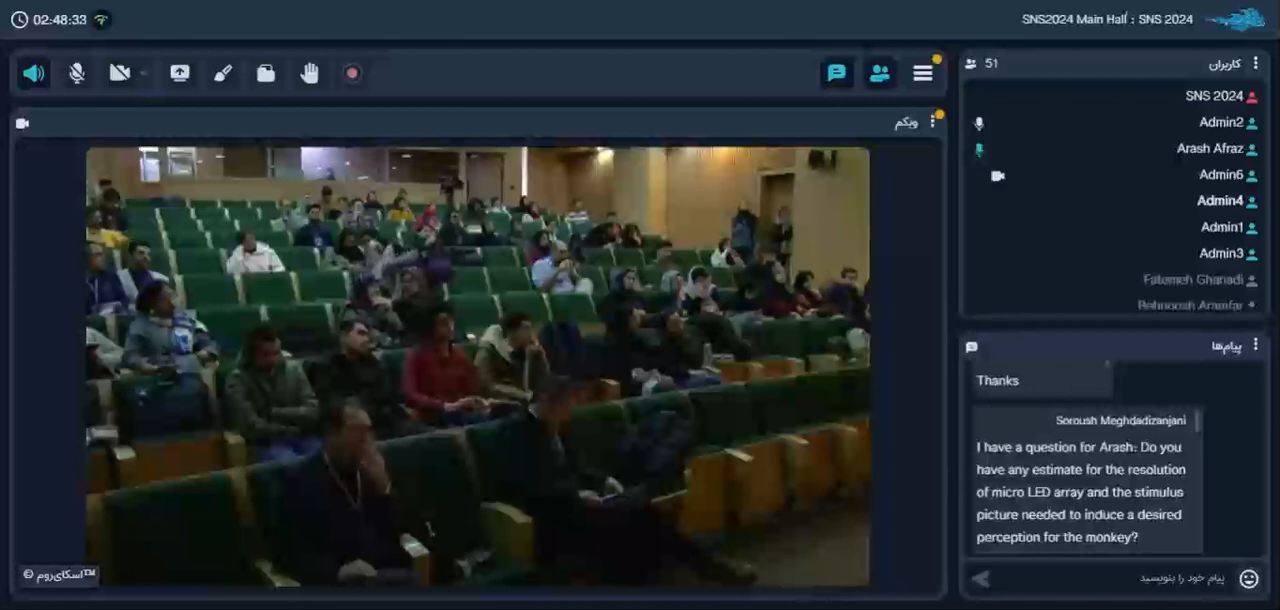 02:48:33
SNS2024 Main Hall : SNS 2024
وبکم
کاربران
51
SNS 2024
Admin2
Arash Afraz
Admin6
Admin4
Admin1
Admin3
Fatemeh Ghanadi
Behnoosh Aramfar
پیام‌ها
Thanks
Soroush Meghdadizanjani
I have a question for Arash: Do you
have any estimate for the resolution
of micro LED array and the stimulus
picture needed to induce a desired
perception for the monkey?
پیام خود را بنویسید
© اسکای‌روم™